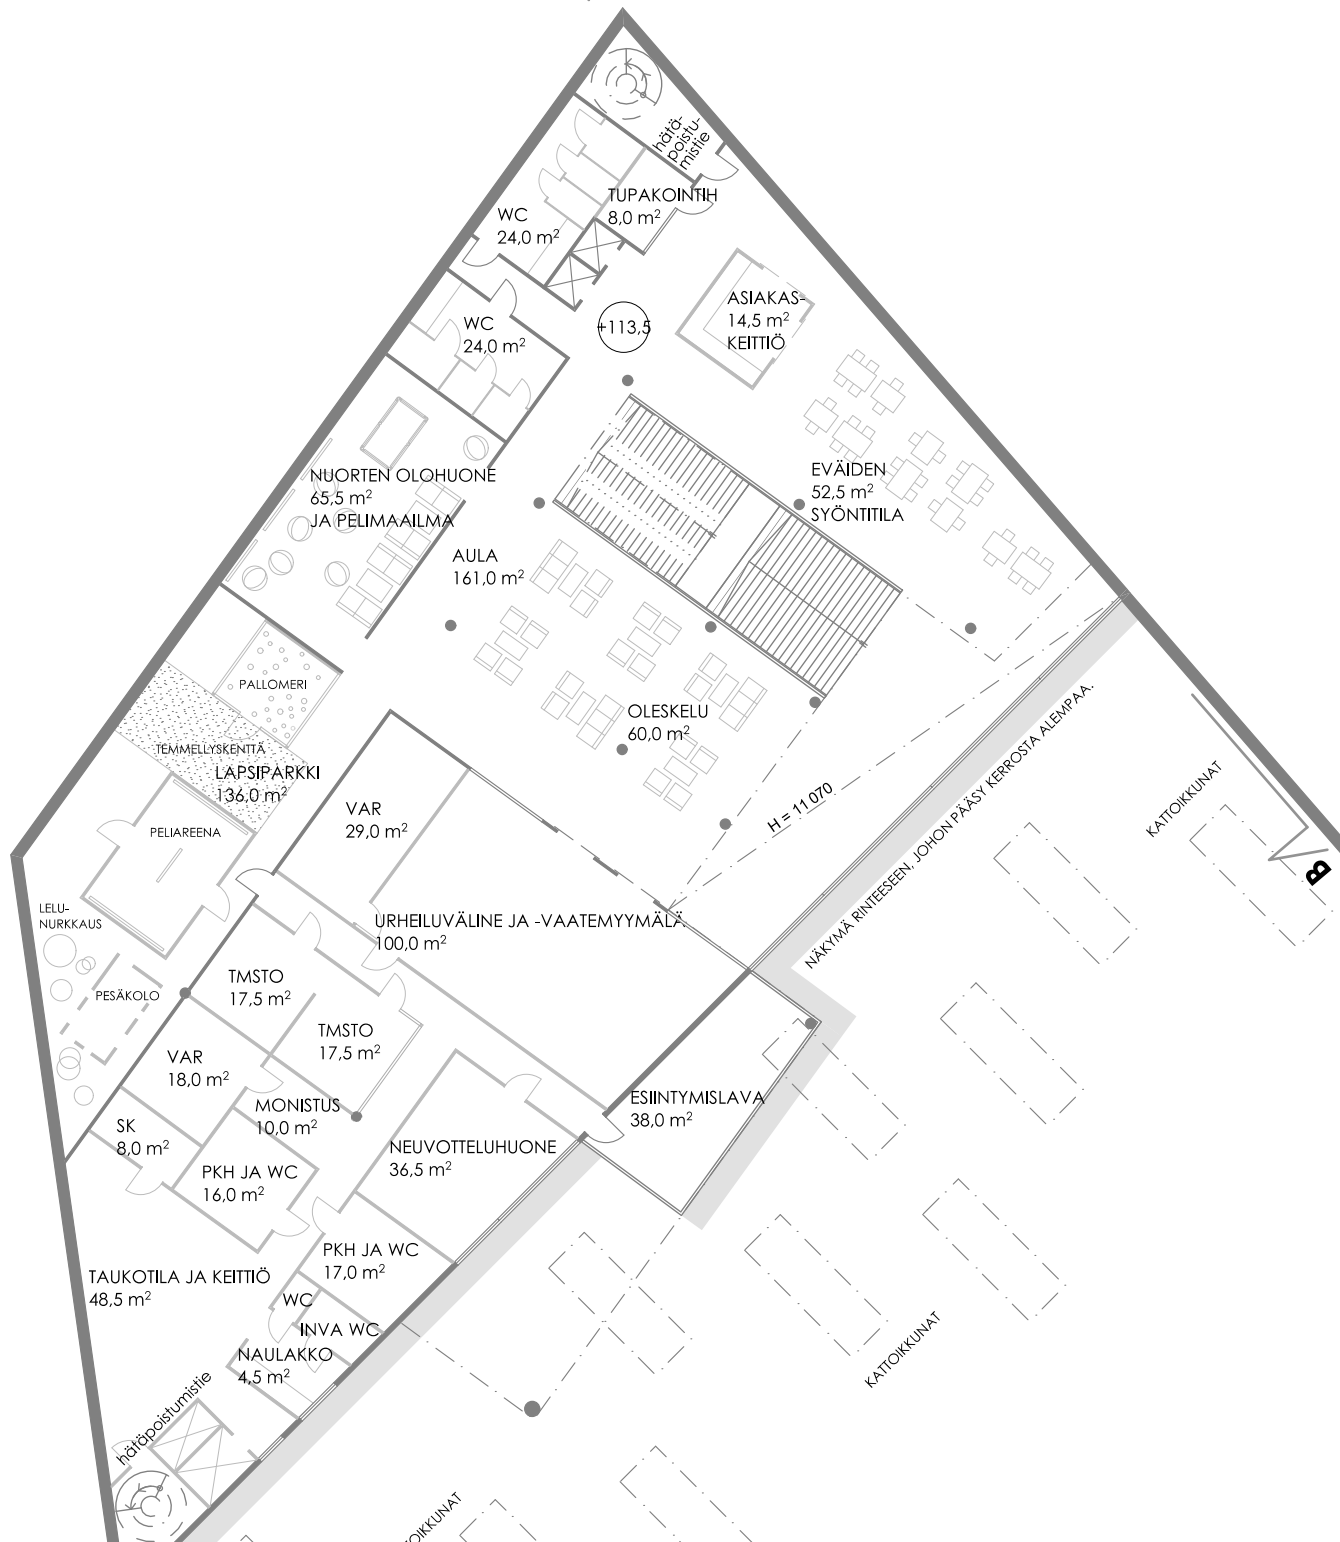 hätä-
poistu-
mistie
TUPAKOINTIH
8,0 m²
WC
24,0 m²
ASIAKAS-
14,5 m²
KEITTIÖ
+113,5
WC
24,0 m²
NUORTEN OLOHUONE
65,5 m²
JA PELIMAAILMA
EVÄIDEN
52,5 m²
SYÖNTITILA
AULA
161,0 m²
PALLOMERI
OLESKELU
60,0 m²
TEMMELLYSKENTTÄ
LAPSIPARKKI
136,0 m²
H = 11 070
NÄKYMÄ RINTEESEEN, JOHON PÄÄSY KERROSTA ALEMPAA.
KATTOIKKUNAT
B
VAR
29,0 m²
PELIAREENA
LELU-
NURKKAUS
URHEILUVÄLINE JA -VAATEMYYMÄLÄ
100,0 m²
PESÄKOLO
TMSTO
17,5 m²
TMSTO
17,5 m²
VAR
18,0 m²
MONISTUS
10,0 m²
ESIINTYMISLAVA
38,0 m²
SK
8,0 m²
NEUVOTTELUHUONE
36,5 m²
PKH JA WC
16,0 m²
PKH JA WC
17,0 m²
TAUKOTILA JA KEITTIÖ
48,5 m²
WC
INVA WC
NAULAKKO
4,5 m²
KATTOIKKUNAT
hätäpoistumistie
OIKKUNAT